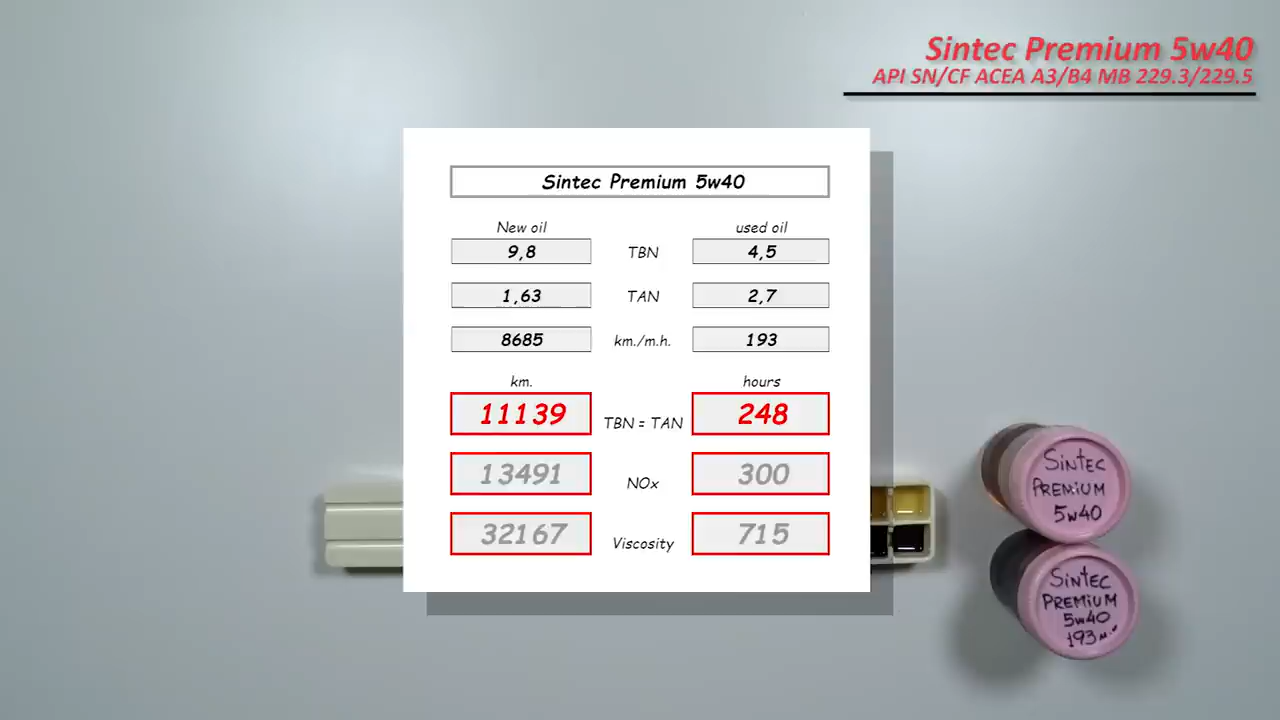 Sintec Premium 5w40
API SN/CF ACEA A3/B4 MB 229.3/229.5
Sintec Premium 5w40
New oil used oil
9,8 TBN 4,5
1,63 TAN 2,7
8685 km./m.h. 193
km. hours
11139 TBN = TAN 248
13491 NOx 300
32167 Viscosity 715
SINTEC
PREMIUM
5W40
SINTEC
PREMIUM
5W40
193м.